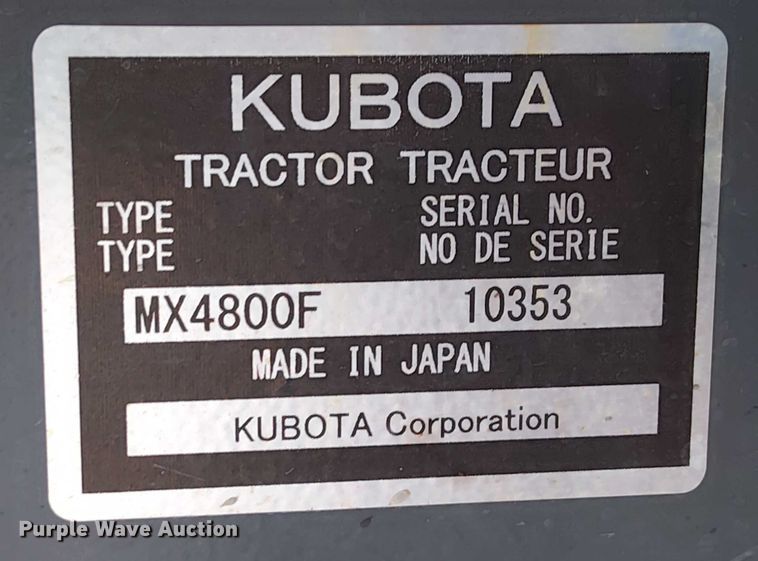 KUBOTA
TRACTOR TRACTEUR
TYPE SERIAL NO.
TYPE NO DE SERIE
MX4800F 10353
MADE IN JAPAN
KUBOTA Corporation
Purple Wave Auction